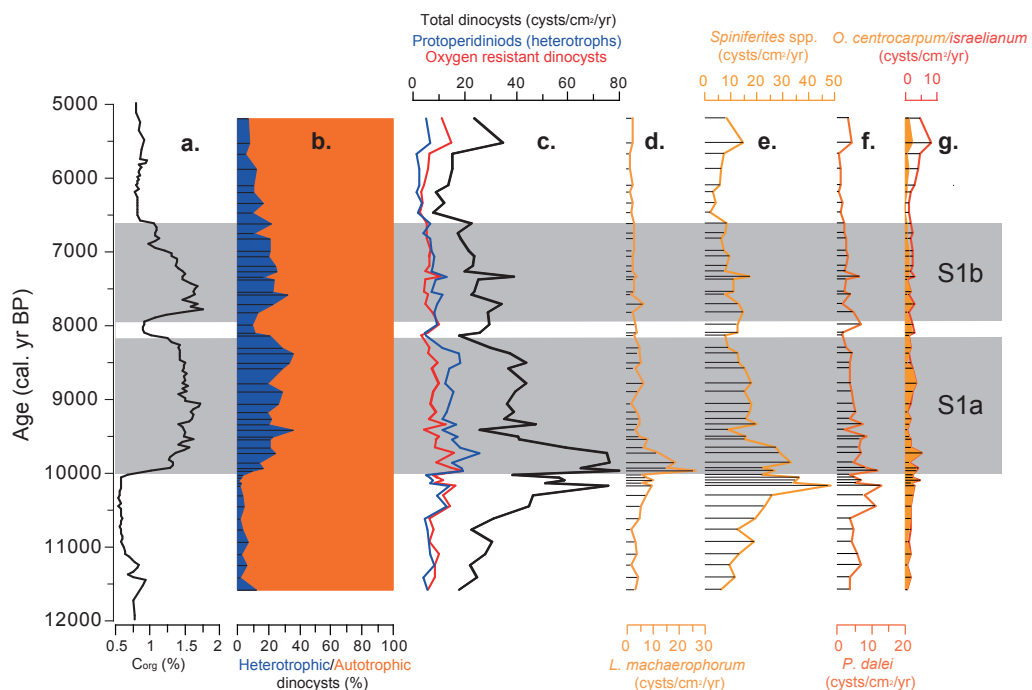 Total dinocysts (cysts/cm²/yr)
Protoperidiniods (heterotrophs)
Oxygen resistant dinocysts
0 20 40 60 80
Spiniferites spp.
(cysts/cm²/yr)
0 10 20 30 40 50
O. centrocarpum/israelianum
(cysts/cm²/yr)
0 10
a. b. c. d. e. f. g.
Age (cal. yr BP)
5000
6000
7000
8000
9000
10000
11000
12000
S1b
S1a
0.5 1 1.5 2
Corg (%)
0 20 40 60 80 100
Heterotrophic/Autotrophic
dinocysts (%)
0 10 20 30
L. machaerophorum
(cysts/cm²/yr)
0 10 20
P. dalei
(cysts/cm²/yr)